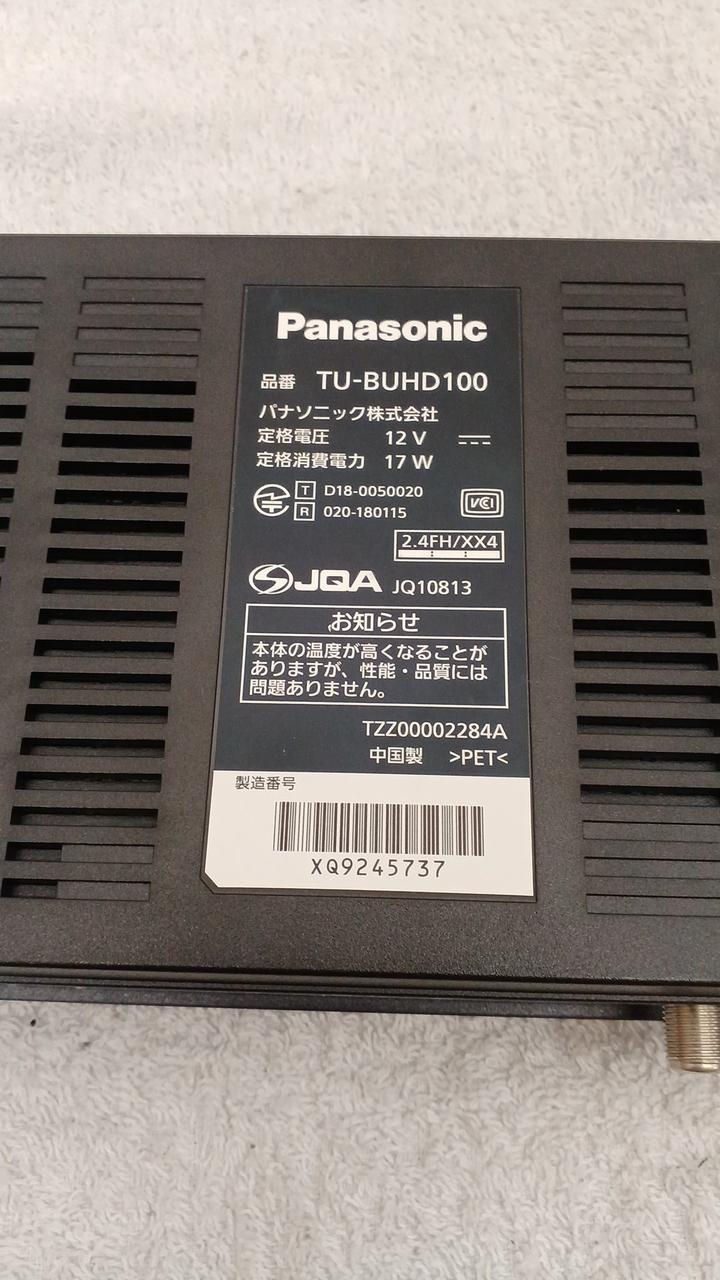 Panasonic
品番 TU-BUHD100
パナソニック株式会社
定格電圧 12 V
定格消費電力 17 W
T D18-0050020
R 020-180115
VCCI
2.4FH/XX4
JQA JQ10813
お知らせ
本体の温度が高くなることが
ありますが、性能・品質には
問題ありません。
TZZ00002284A
中国製 >PET<
製造番号
XQ9245737